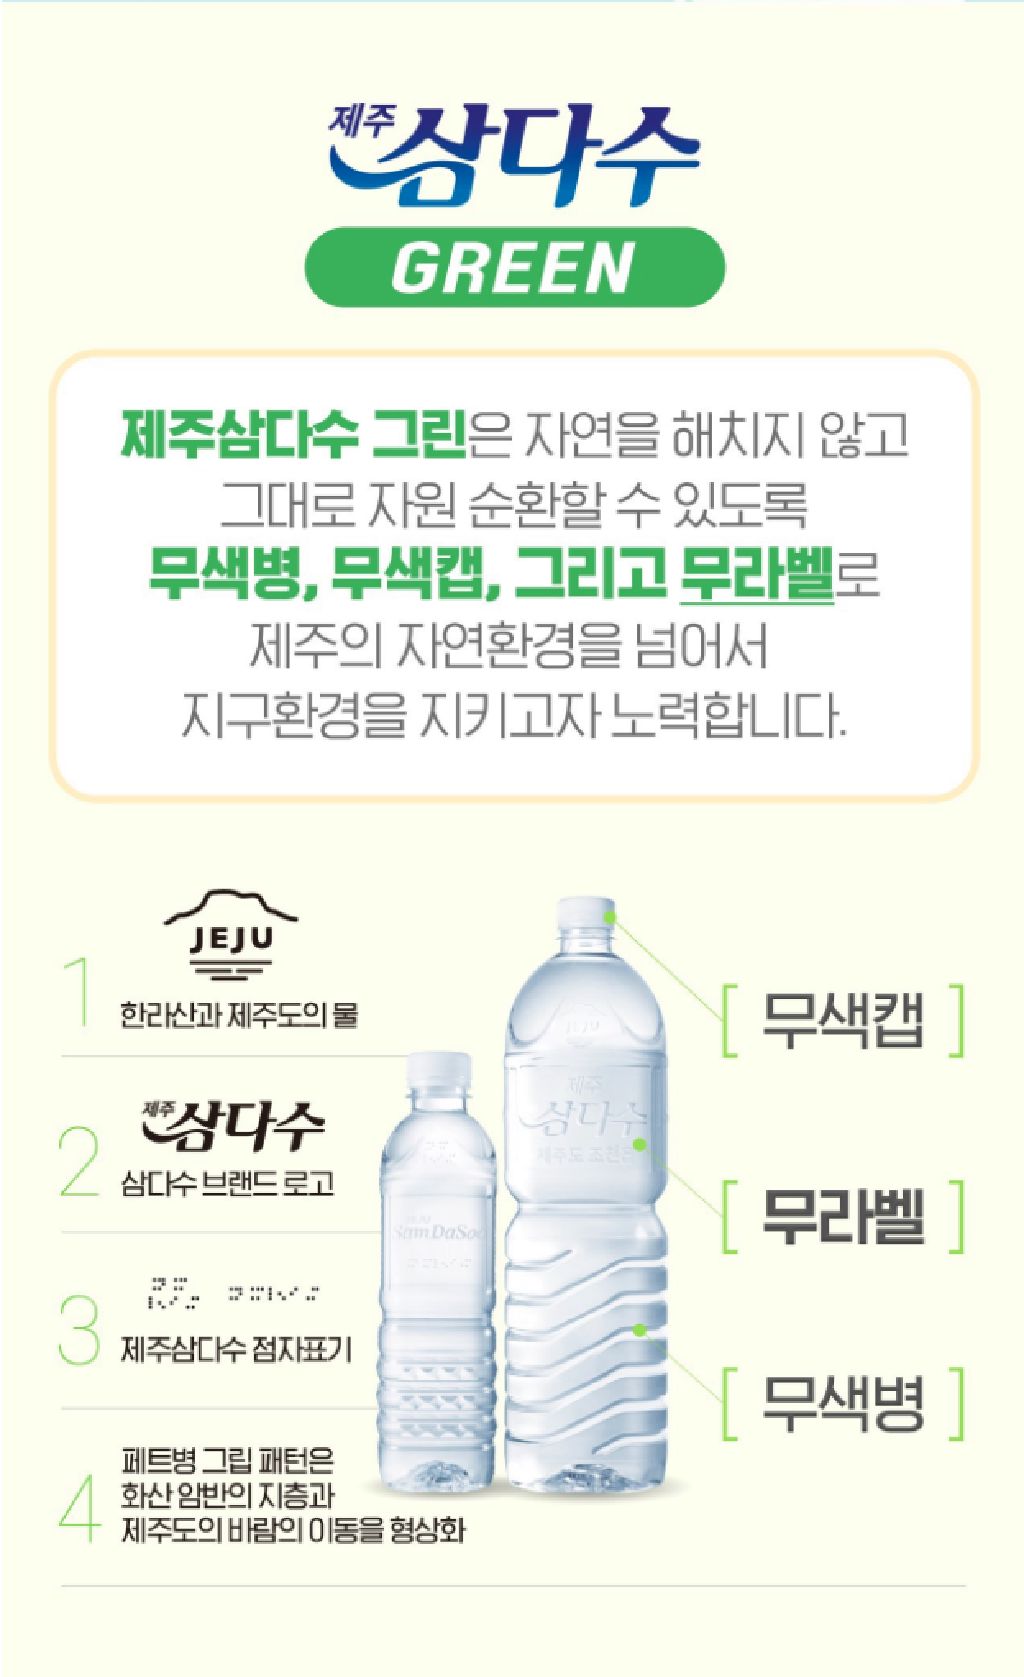 제주 삼다수
GREEN
제주삼다수 그린은 자연을 해치지 않고
그대로 자원 순환할 수 있도록
무색병, 무색캡, 그리고 무라벨로
제주의 자연환경을 넘어서
지구환경을 지키고자 노력합니다.
1
JEJU
한라산과 제주도의 물
2
제주 삼다수
삼다수 브랜드 로고
3
제주삼다수 점자표기
4
페트병 그립 패턴은
화산 암반의 지층과
제주도의 바람의 이동을 형상화
JEJU
제주
삼다수
SamDaSoo
[ 무색캡 ]
[ 무라벨 ]
[ 무색병 ]